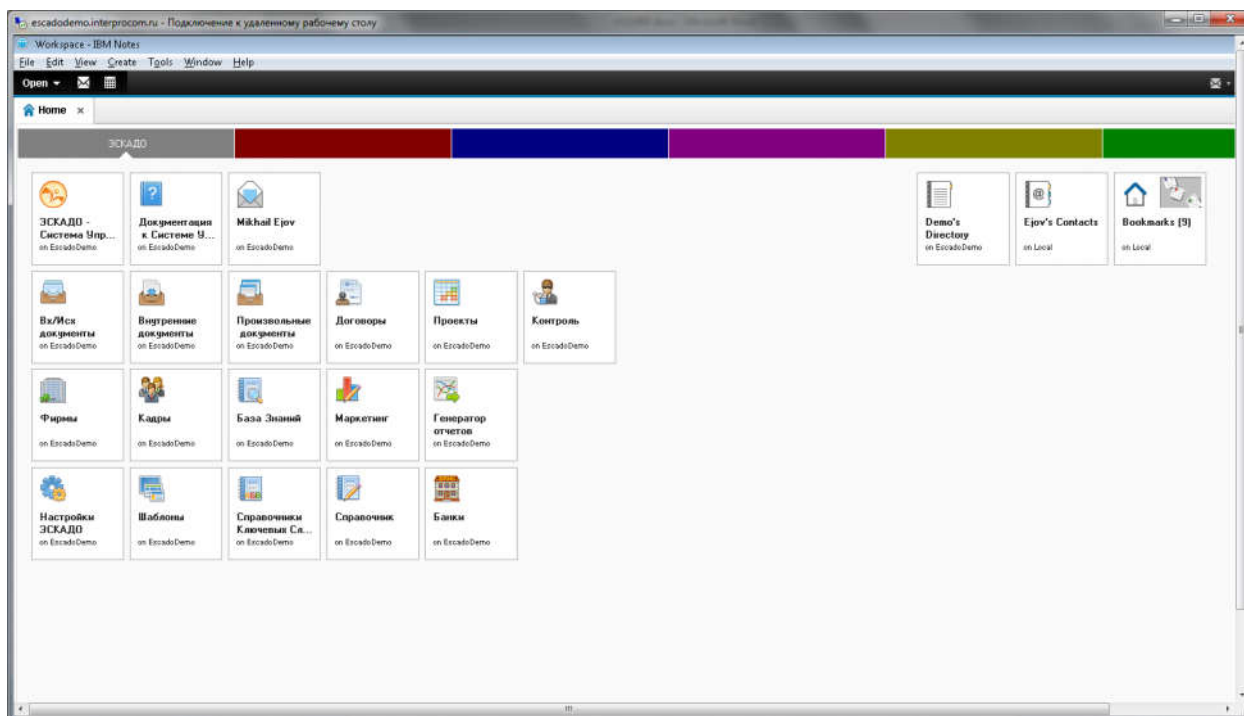 escadodemo.interprocom.ru - Подключение к удаленному рабочему столу
Workspace - IBM Notes
File Edit View Create Tools Window Help
Open
Home
ЭСКАДО
ЭСКАДО -
Система Упр...
on EscadoDemo
Документация
к Системе У...
on EscadoDemo
Mikhail Ejov
on EscadoDemo
Demo's
Directory
on EscadoDemo
Ejov's Contacts
on Local
Bookmarks (9)
on Local
Вх/Исх
документы
on EscadoDemo
Внутренние
документы
on EscadoDemo
Произвольные
документы
on EscadoDemo
Договоры
on EscadoDemo
Проекты
on EscadoDemo
Контроль
on EscadoDemo
Фирмы
on EscadoDemo
Кадры
on EscadoDemo
База Знаний
on EscadoDemo
Маркетинг
on EscadoDemo
Генератор
отчетов
on EscadoDemo
Настройки
ЭСКАДО
on EscadoDemo
Шаблоны
on EscadoDemo
Справочники
Ключевых Сл...
on EscadoDemo
Справочник
on EscadoDemo
Банки
on EscadoDemo